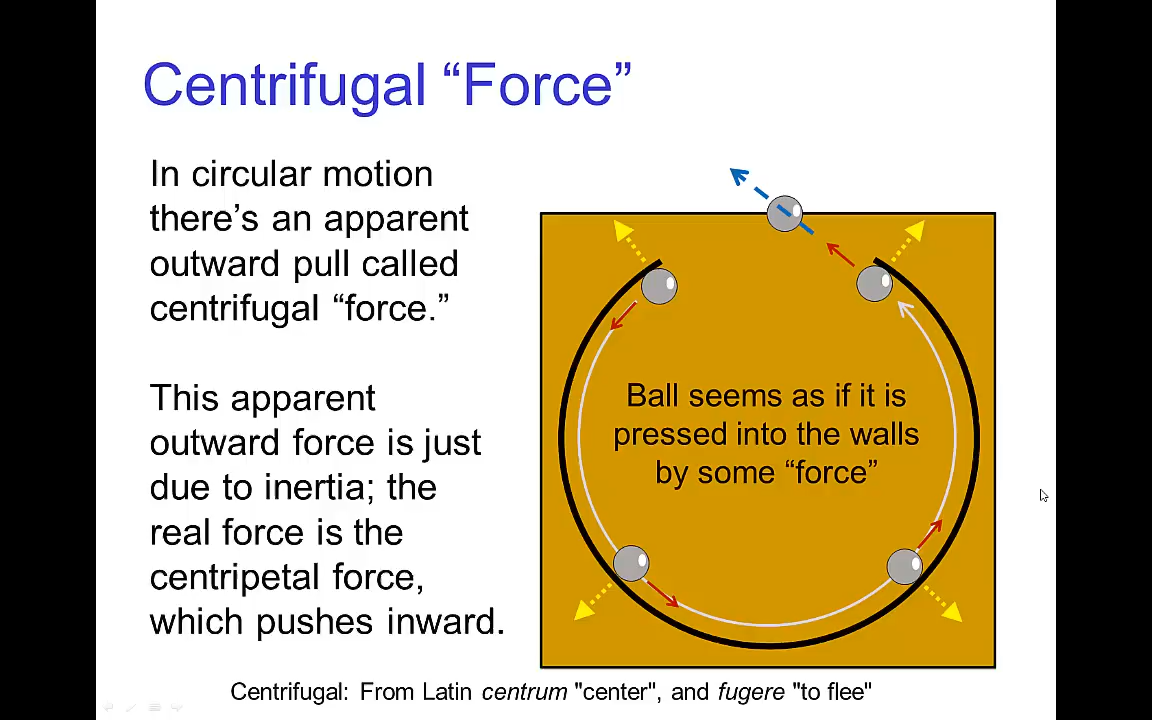 Centrifugal “Force”
In circular motion
there’s an apparent
outward pull called
centrifugal “force.”
This apparent
outward force is just
due to inertia; the
real force is the
centripetal force,
which pushes inward.
Ball seems as if it is
pressed into the walls
by some “force”
Centrifugal: From Latin centrum "center", and fugere "to flee"